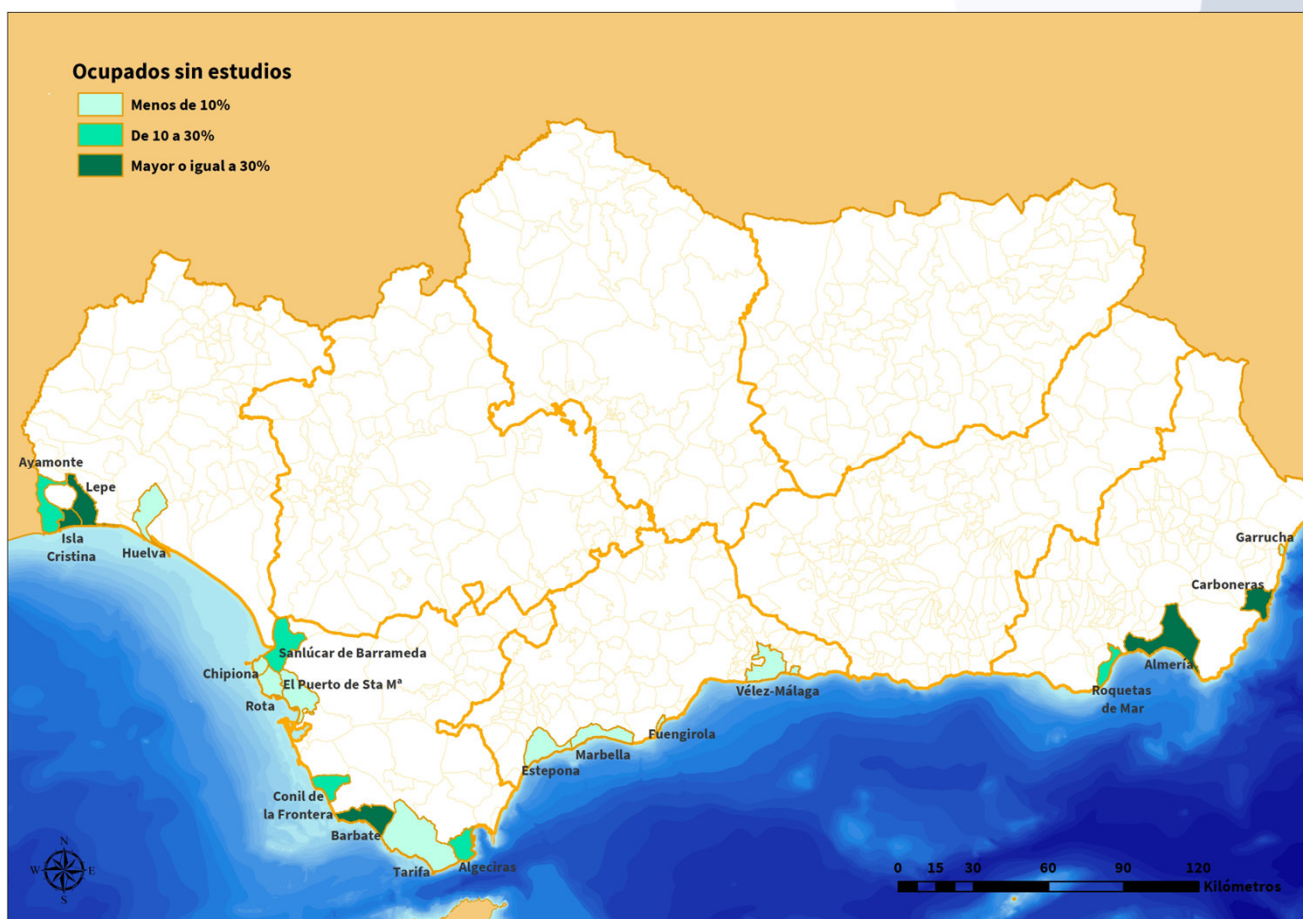 Ocupados sin estudios
Menos de 10%
De 10 a 30%
Mayor o igual a 30%
Ayamonte
Lepe
Isla
Cristina
Huelva
Garrucha
Carboneras
Sanlúcar de Barrameda
Chipiona
El Puerto de Sta Mª
Rota
Almería
Vélez-Málaga
Roquetas
de Mar
Fuengirola
Marbella
Estepona
Conil de
la Frontera
Barbate
Tarifa
Algeciras
N
W
E
S
0 15 30 60 90 120
Kilómetros